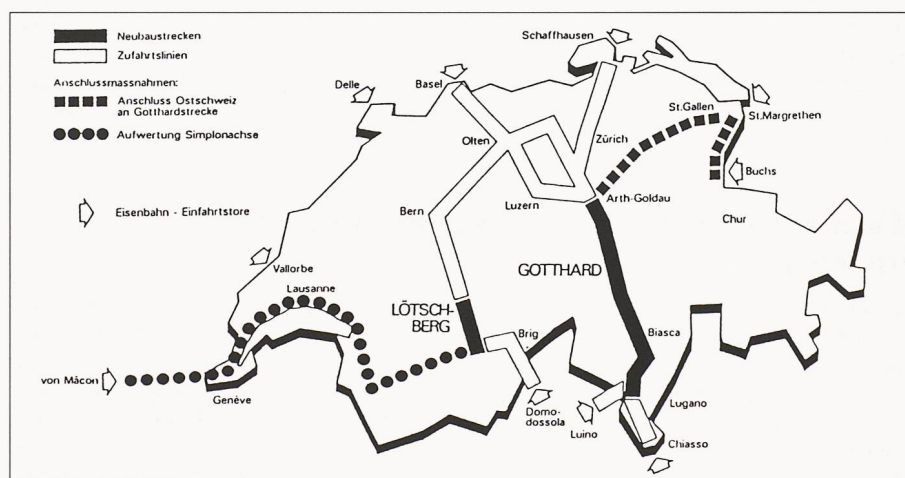 Neubaustrecken
Zufahrtslinien
Anschlussmassnahmen:
Anschluss Ostschweiz
an Gotthardstrecke
Aufwertung Simplonachse
Eisenbahn - Einfahrtstore
Schaffhausen
Basel
Delle
St.Gallen
St.Margrethen
Olten
Zürich
Buchs
Bern
Luzern
Arth-Goldau
Chur
Vallorbe
GOTTHARD
Lausanne
LÖTSCH-
BERG
Brig
Biasca
von Mâcon
Genève
Domo-
dossola
Luino
Lugano
Chiasso